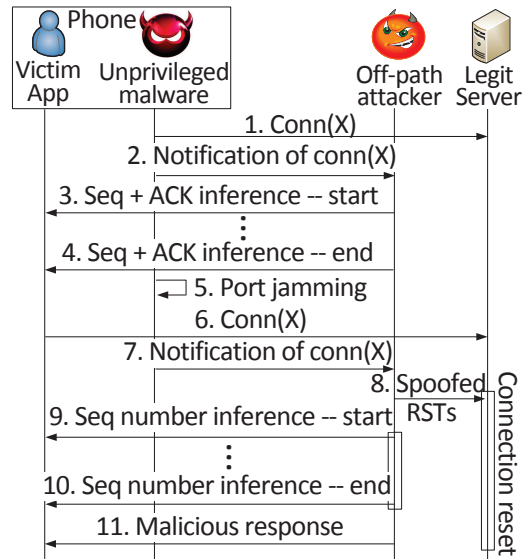 Phone
Victim App
Unprivileged malware
Off-path attacker
Legit Server
1. Conn(X)
2. Notification of conn(X)
3. Seq + ACK inference -- start
4. Seq + ACK inference -- end
5. Port jamming
6. Conn(X)
7. Notification of conn(X)
8. Spoofed RSTs
Connection reset
9. Seq number inference -- start
10. Seq number inference -- end
11. Malicious response